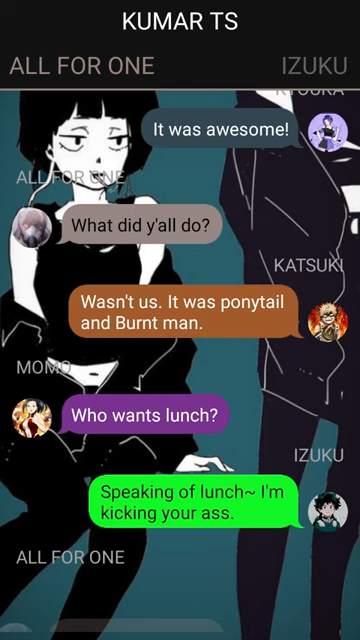 KUMAR TS
ALL FOR ONE
IZUKU
KYOUKA
It was awesome!
ALL FOR ONE
What did y'all do?
KATSUKI
Wasn't us. It was ponytail
and Burnt man.
MOMO
Who wants lunch?
IZUKU
Speaking of lunch~ I'm
kicking your ass.
ALL FOR ONE